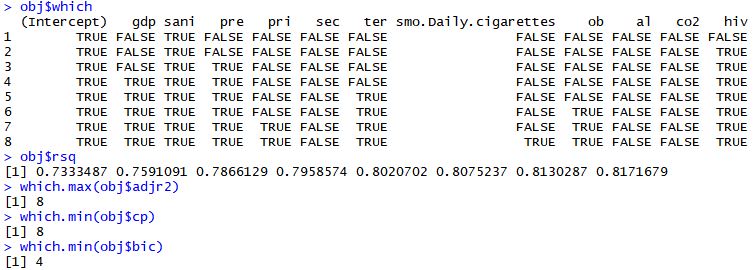 > obj$which
(Intercept) gdp sani pre pri sec ter smo.Daily.cigarettes ob al co2 hiv
1 TRUE FALSE TRUE FALSE FALSE FALSE FALSE FALSE FALSE FALSE FALSE FALSE
2 TRUE FALSE TRUE FALSE FALSE FALSE FALSE FALSE FALSE FALSE FALSE TRUE
3 TRUE FALSE TRUE TRUE FALSE FALSE FALSE FALSE FALSE FALSE FALSE TRUE
4 TRUE TRUE TRUE TRUE FALSE FALSE FALSE FALSE FALSE FALSE FALSE TRUE
5 TRUE TRUE TRUE TRUE FALSE FALSE TRUE FALSE FALSE FALSE FALSE TRUE
6 TRUE TRUE TRUE TRUE FALSE FALSE TRUE FALSE TRUE FALSE FALSE TRUE
7 TRUE TRUE TRUE TRUE TRUE FALSE TRUE FALSE TRUE FALSE FALSE TRUE
8 TRUE TRUE TRUE TRUE TRUE FALSE TRUE TRUE TRUE FALSE FALSE TRUE
> obj$rsq
[1] 0.7333487 0.7591091 0.7866129 0.7958574 0.8020702 0.8075237 0.8130287 0.8171679
> which.max(obj$adjr2)
[1] 8
> which.min(obj$cp)
[1] 8
> which.min(obj$bic)
[1] 4